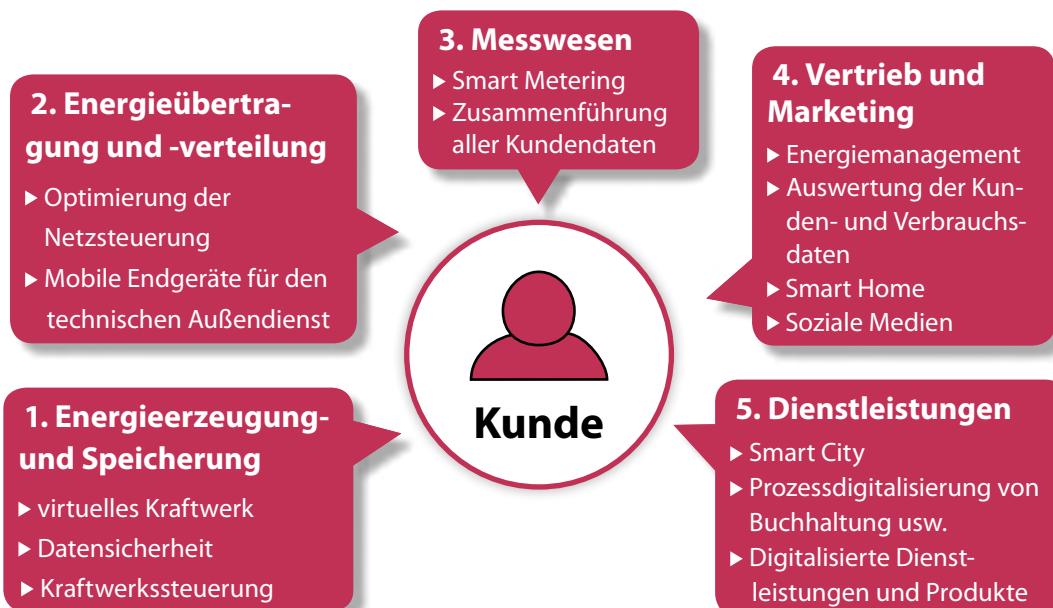 3. Messwesen
▶ Smart Metering
▶ Zusammenführung
aller Kundendaten
2. Energieübertra-
gung und -verteilung
▶ Optimierung der
Netzsteuerung
▶ Mobile Endgeräte für den
technischen Außendienst
4. Vertrieb und
Marketing
▶ Energiemanagement
▶ Auswertung der Kun-
den- und Verbrauchs-
daten
▶ Smart Home
▶ Soziale Medien
1. Energieerzeugung-
und Speicherung
▶ virtuelles Kraftwerk
▶ Datensicherheit
▶ Kraftwerkssteuerung
Kunde
5. Dienstleistungen
▶ Smart City
▶ Prozessdigitalisierung von
Buchhaltung usw.
▶ Digitalisierte Dienst-
leistungen und Produkte